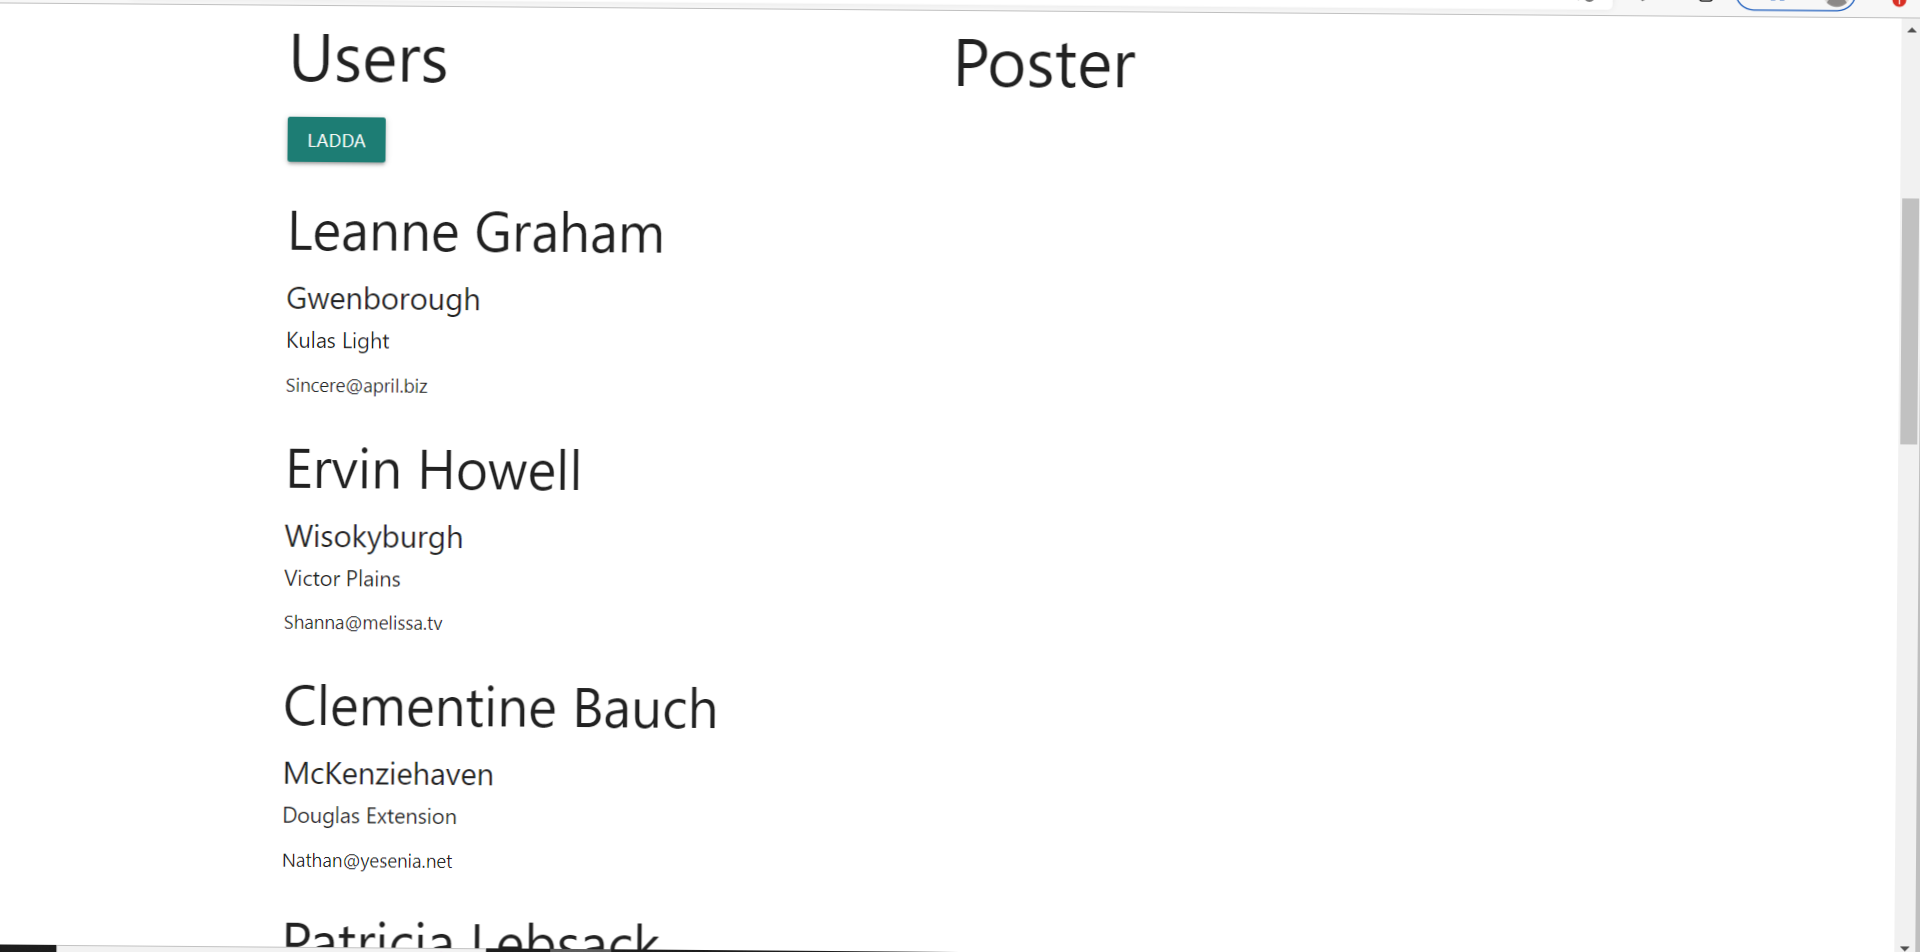 Users
Poster
LADDA
Leanne Graham
Gwenborough
Kulas Light
Sincere@april.biz
Ervin Howell
Wisokyburgh
Victor Plains
Shanna@melissa.tv
Clementine Bauch
McKenziehaven
Douglas Extension
Nathan@yesenia.net
Patricia Lebsack